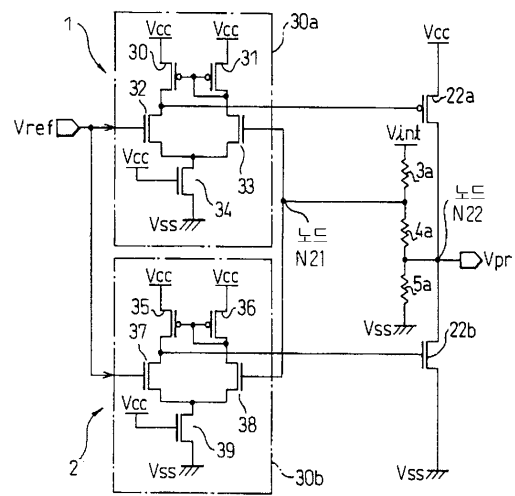 1
Vcc
Vcc
30a
Vcc
30
31
22a
32
Vref
Vint
Vcc
33
3a
노드
N22
34
Vss
노드
N21
4a
Vpr
5a
Vcc
Vcc
35
36
Vss
37
22b
Vcc
38
39
2
Vss
30b
Vss